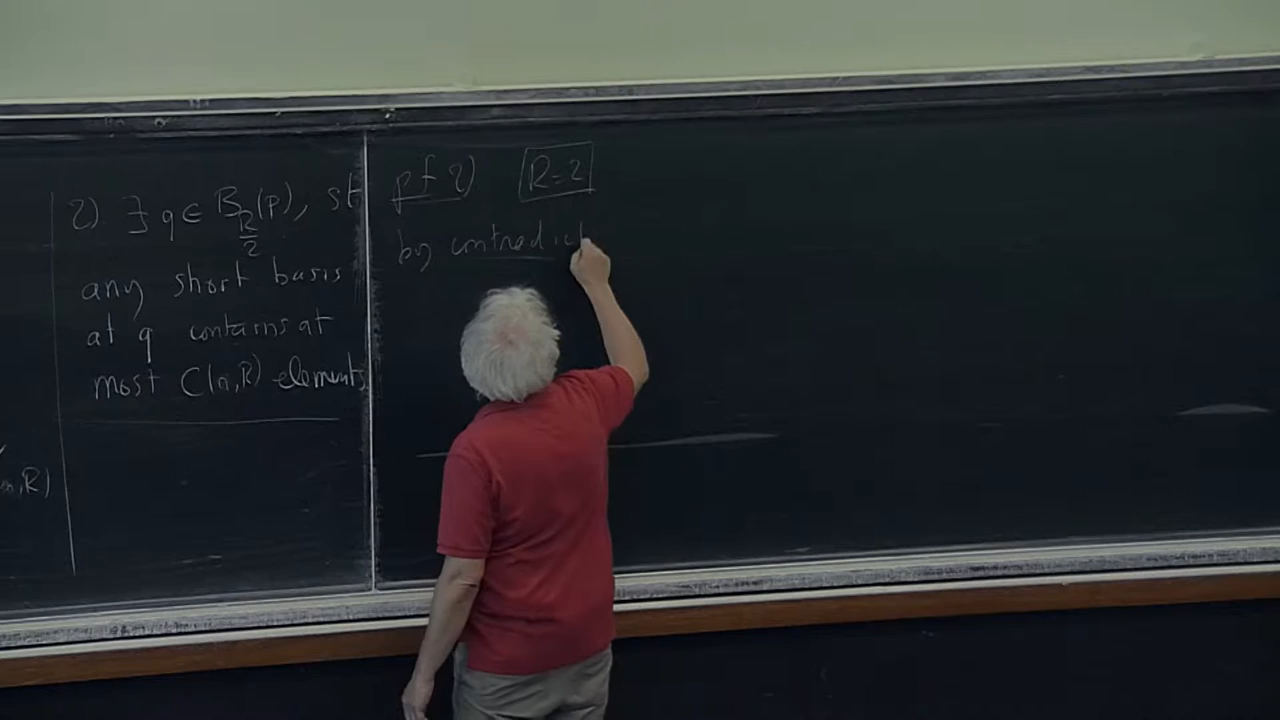 , R)
2) ∃ q ∈ B_{R/2}(p), st
any short basis
at q contains at
most C(n,R) elements
pf 2) R=2
by contradict